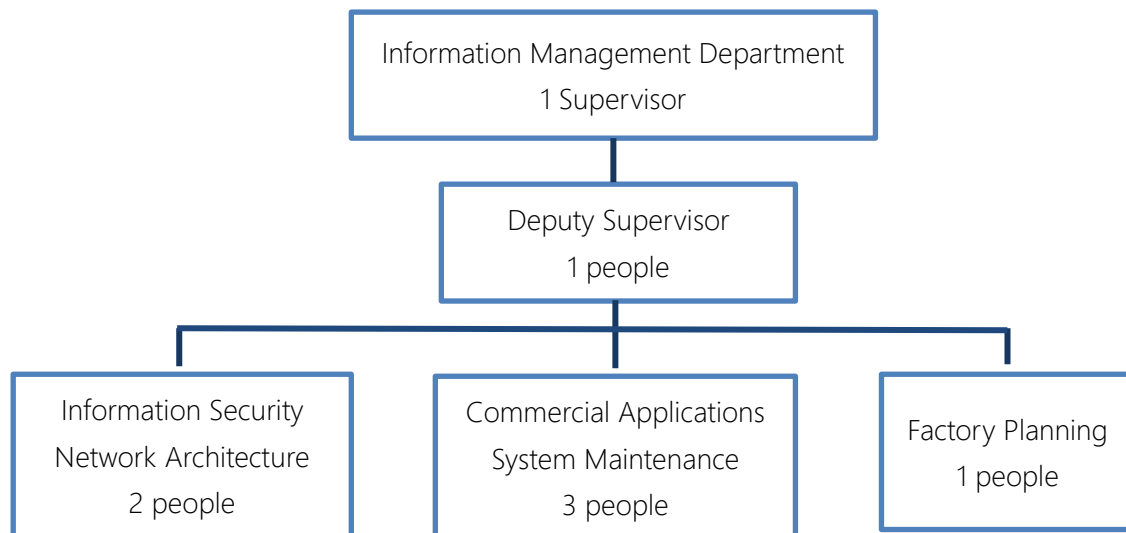 Information Management Department
1 Supervisor
Deputy Supervisor
1 people
Information Security
Network Architecture
2 people
Commercial Applications
System Maintenance
3 people
Factory Planning
1 people